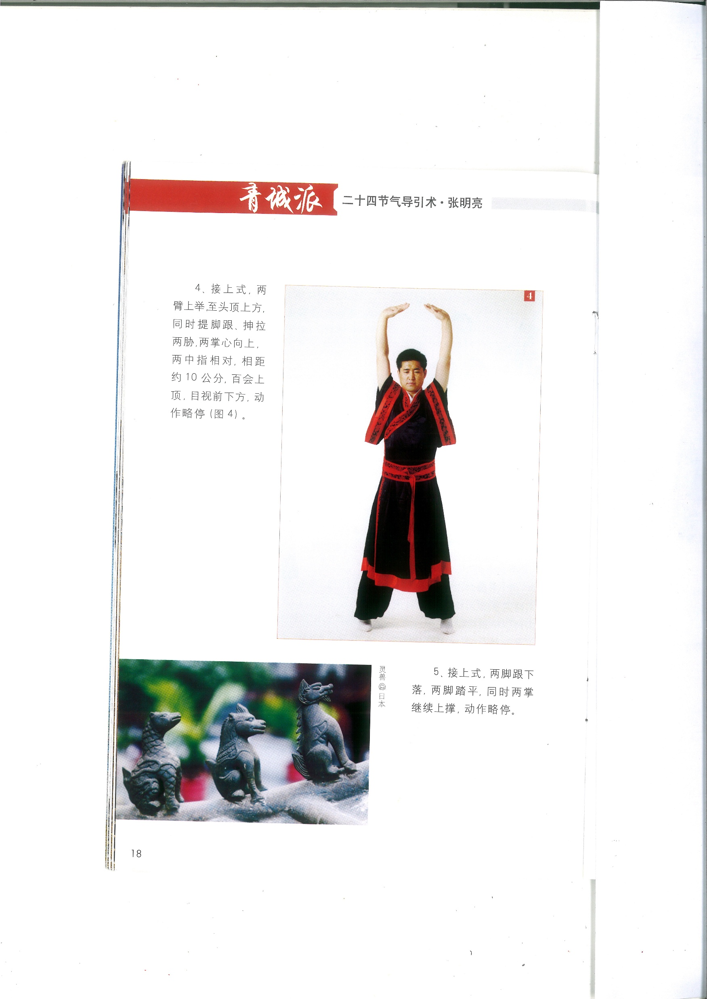 青城派
二十四节气导引术·张明亮
4、接上式，两
臂上举,至头顶上方,
同时提脚跟、抻拉
两胁,两掌心向上，
两中指相对，相距
约10公分，百会上
顶，目视前下方，动
作略停（图4）。
4
灵兽@日本
5、接上式，两脚跟下
落，两脚踏平，同时两掌
继续上撑，动作略停。
18